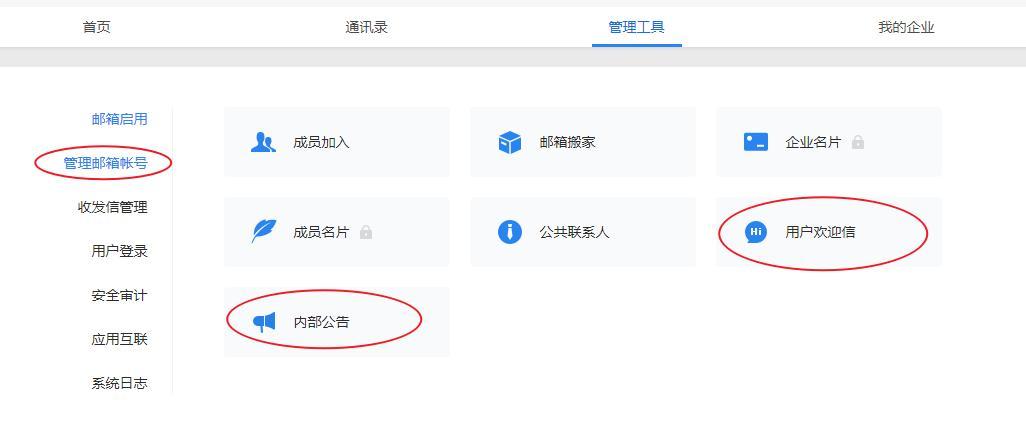 首页 通讯录 管理工具 我的企业
邮箱启用
管理邮箱帐号
收发信管理
用户登录
安全审计
应用互联
系统日志
成员加入 邮箱搬家 企业名片
成员名片 公共联系人 Hi 用户欢迎信
内部公告